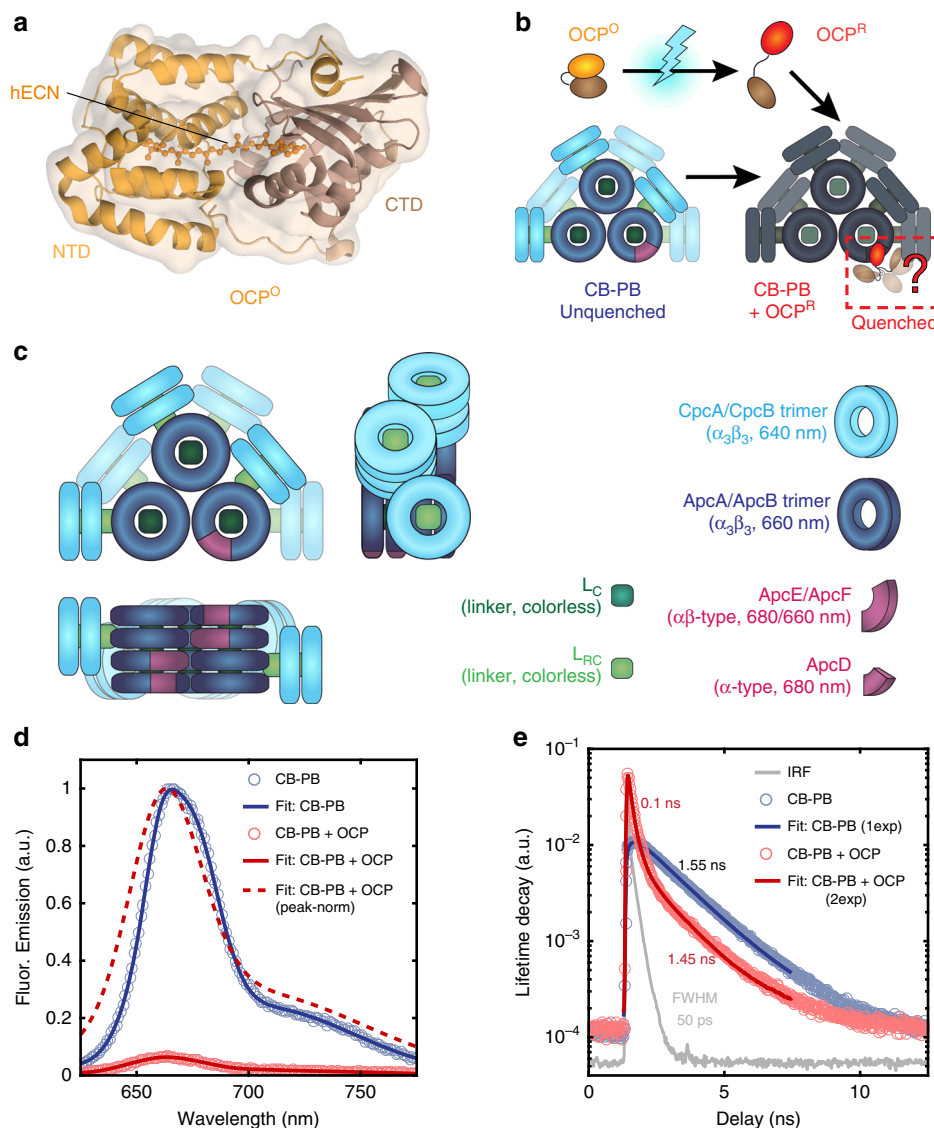 a
hECN
NTD
CTD
OCP^O
b
OCP^O
OCP^R
CB-PB
Unquenched
CB-PB
+ OCP^R
?
Quenched
c
CpcA/CpcB trimer
(α₃β₃, 640 nm)
ApcA/ApcB trimer
(α₃β₃, 660 nm)
L_C
(linker, colorless)
ApcE/ApcF
(αβ-type, 680/660 nm)
L_RC
(linker, colorless)
ApcD
(α-type, 680 nm)
d
Fluor. Emission (a.u.)
1
0.8
0.6
0.4
0.2
0
650
700
750
Wavelength (nm)
CB-PB
Fit: CB-PB
CB-PB + OCP
Fit: CB-PB + OCP
Fit: CB-PB + OCP
(peak-norm)
e
Lifetime decay (a.u.)
10⁻¹
10⁻²
10⁻³
10⁻⁴
0
5
10
Delay (ns)
IRF
CB-PB
Fit: CB-PB (1exp)
CB-PB + OCP
Fit: CB-PB + OCP
(2exp)
0.1 ns
1.55 ns
1.45 ns
FWHM
50 ps